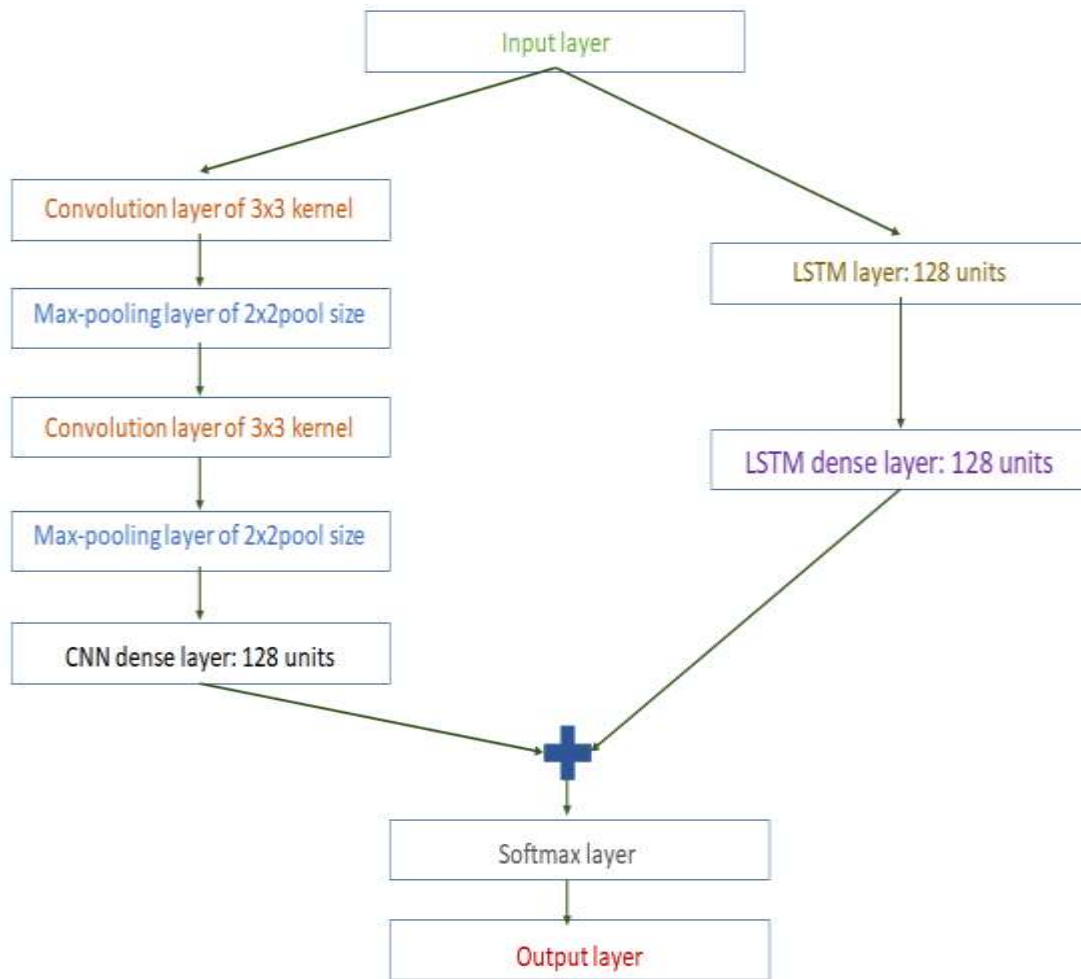 Input layer
Convolution layer of 3x3 kernel
Max-pooling layer of 2x2pool size
Convolution layer of 3x3 kernel
Max-pooling layer of 2x2pool size
CNN dense layer: 128 units
LSTM layer: 128 units
LSTM dense layer: 128 units
Softmax layer
Output layer